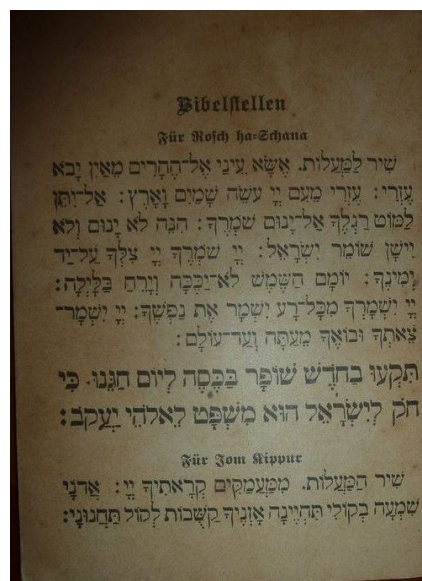 Bibelstellen
Für Rosch ha-Schana
שִׁיר לַמַּעֲלוֹת. אֶשָּׂא עֵינַי אֶל־הֶהָרִים מֵאַיִן יָבֹא
עֶזְרִי: עֶזְרִי מֵעִם יְיָ עֹשֵׂה שָׁמַיִם וָאָרֶץ: אַל־יִתֵּן
לַמּוֹט רַגְלֶךָ אַל־יָנוּם שֹׁמְרֶךָ: הִנֵּה לֹא יָנוּם וְלֹא
יִישָׁן שׁוֹמֵר יִשְׂרָאֵל: יְיָ שֹׁמְרֶךָ יְיָ צִלְּךָ עַל־יַד
יְמִינֶךָ: יוֹמָם הַשֶּׁמֶשׁ לֹא־יַכֶּכָּה וְיָרֵחַ בַּלָּיְלָה:
יְיָ יִשְׁמָרְךָ מִכָּל־רָע יִשְׁמֹר אֶת נַפְשֶׁךָ: יְיָ יִשְׁמָר־
צֵאתְךָ וּבוֹאֶךָ מֵעַתָּה וְעַד־עוֹלָם:
תִּקְעוּ בַחֹדֶשׁ שׁוֹפָר בַּכֶּסֶה לְיוֹם חַגֵּנוּ. כִּי
חֹק לְיִשְׂרָאֵל הוּא מִשְׁפָּט לֵאלֹהֵי יַעֲקֹב:
Für Jom Kippur
שִׁיר הַמַּעֲלוֹת. מִמַּעֲמַקִּים קְרָאתִיךָ יְיָ: אֲדֹנָי
שִׁמְעָה בְקוֹלִי תִּהְיֶינָה אָזְנֶיךָ קַשֻּׁבוֹת לְקוֹל תַּחֲנוּנָי: